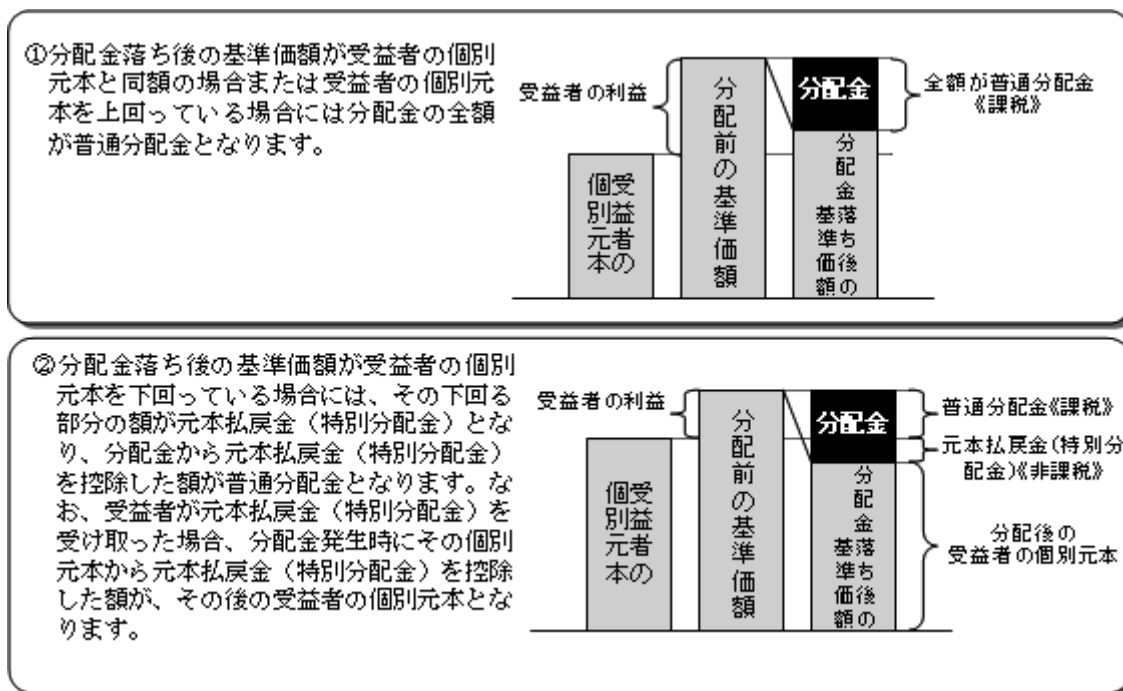 ①分配金落ち後の基準価額が受益者の個別
元本と同額の場合または受益者の個別元
本を上回っている場合には分配金の全額
が普通分配金となります。
受益者の利益
個別元本の
受益者の
分配前の基準価額
分配金
分配金落ち後の
基準価額
全額が普通分配金
《課税》
②分配金落ち後の基準価額が受益者の個別
元本を下回っている場合には、その下回る
部分の額が元本払戻金（特別分配金）とな
り、分配金から元本払戻金（特別分配金）
を控除した額が普通分配金となります。な
お、受益者が元本払戻金（特別分配金）を
受け取った場合、分配金発生時にその個別
元本から元本払戻金（特別分配金）を控除
した額が、その後の受益者の個別元本とな
ります。
受益者の利益
受益者の
個別元本
分配前の基準価額
分配金
分配金落ち後の
基準価額
普通分配金《課税》
元本払戻金（特別分
配金）《非課税》
分配後の
受益者の個別元本